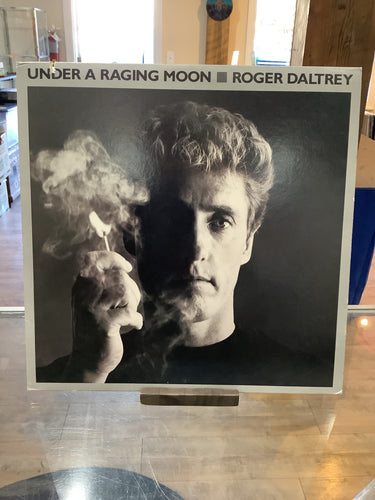 UNDER A RAGING MOON ■ ROGER DALTREY